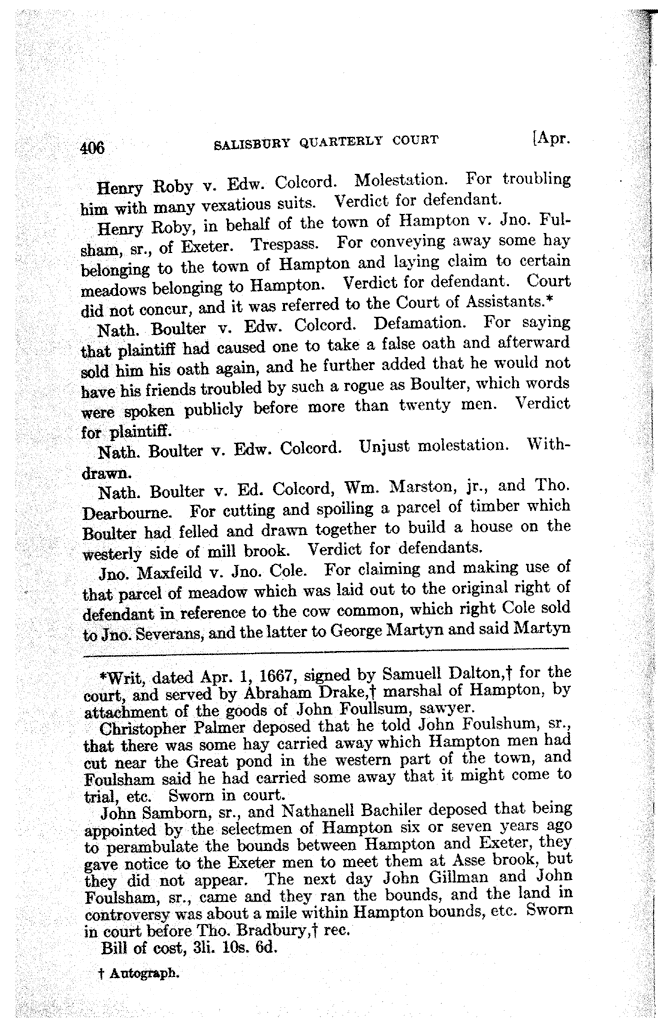 406 SALISBURY QUARTERLY COURT [Apr.
Henry Roby v. Edw. Colcord. Molestation. For troubling
him with many vexatious suits. Verdict for defendant.
Henry Roby, in behalf of the town of Hampton v. Jno. Ful-
sham, sr., of Exeter. Trespass. For conveying away some hay
belonging to the town of Hampton and laying claim to certain
meadows belonging to Hampton. Verdict for defendant. Court
did not concur, and it was referred to the Court of Assistants.*
Nath. Boulter v. Edw. Colcord. Defamation. For saying
that plaintiff had caused one to take a false oath and afterward
sold him his oath again, and he further added that he would not
have his friends troubled by such a rogue as Boulter, which words
were spoken publicly before more than twenty men. Verdict
for plaintiff.
Nath. Boulter v. Edw. Colcord. Unjust molestation. With-
drawn.
Nath. Boulter v. Ed. Colcord, Wm. Marston, jr., and Tho.
Dearbourne. For cutting and spoiling a parcel of timber which
Boulter had felled and drawn together to build a house on the
westerly side of mill brook. Verdict for defendants.
Jno. Maxfeild v. Jno. Cole. For claiming and making use of
that parcel of meadow which was laid out to the original right of
defendant in reference to the cow common, which right Cole sold
to Jno. Severans, and the latter to George Martyn and said Martyn
*Writ, dated Apr. 1, 1667, signed by Samuell Dalton,† for the
court, and served by Abraham Drake,† marshal of Hampton, by
attachment of the goods of John Foullsum, sawyer.
Christopher Palmer deposed that he told John Foulshum, sr.,
that there was some hay carried away which Hampton men had
cut near the Great pond in the western part of the town, and
Foulsham said he had carried some away that it might come to
trial, etc. Sworn in court.
John Samborn, sr., and Nathanell Bachiler deposed that being
appointed by the selectmen of Hampton six or seven years ago
to perambulate the bounds between Hampton and Exeter, they
gave notice to the Exeter men to meet them at Asse brook, but
they did not appear. The next day John Gillman and John
Foulsham, sr., came and they ran the bounds, and the land in
controversy was about a mile within Hampton bounds, etc. Sworn
in court before Tho. Bradbury,† rec.
Bill of cost, 3li. 10s. 6d.
† Autograph.